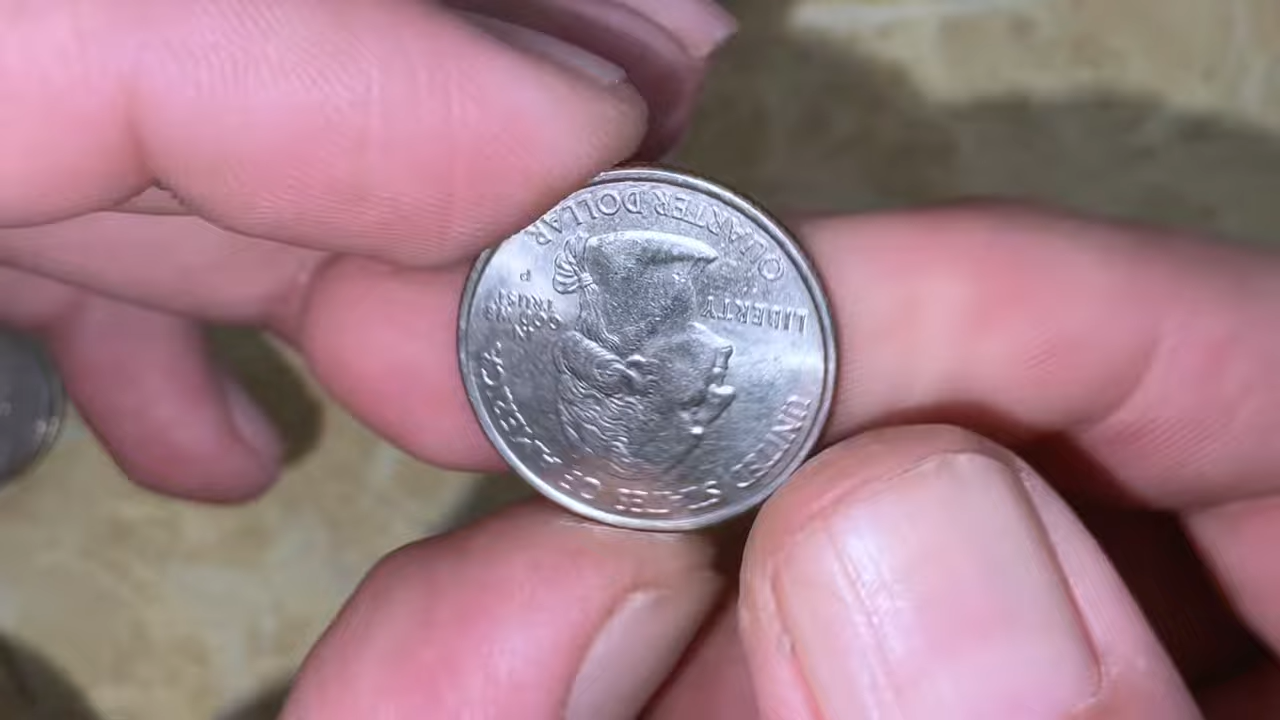 UNITED STATES OF AMERICA
LIBERTY
IN
GOD WE
TRUST
P
QUARTER DOLLAR